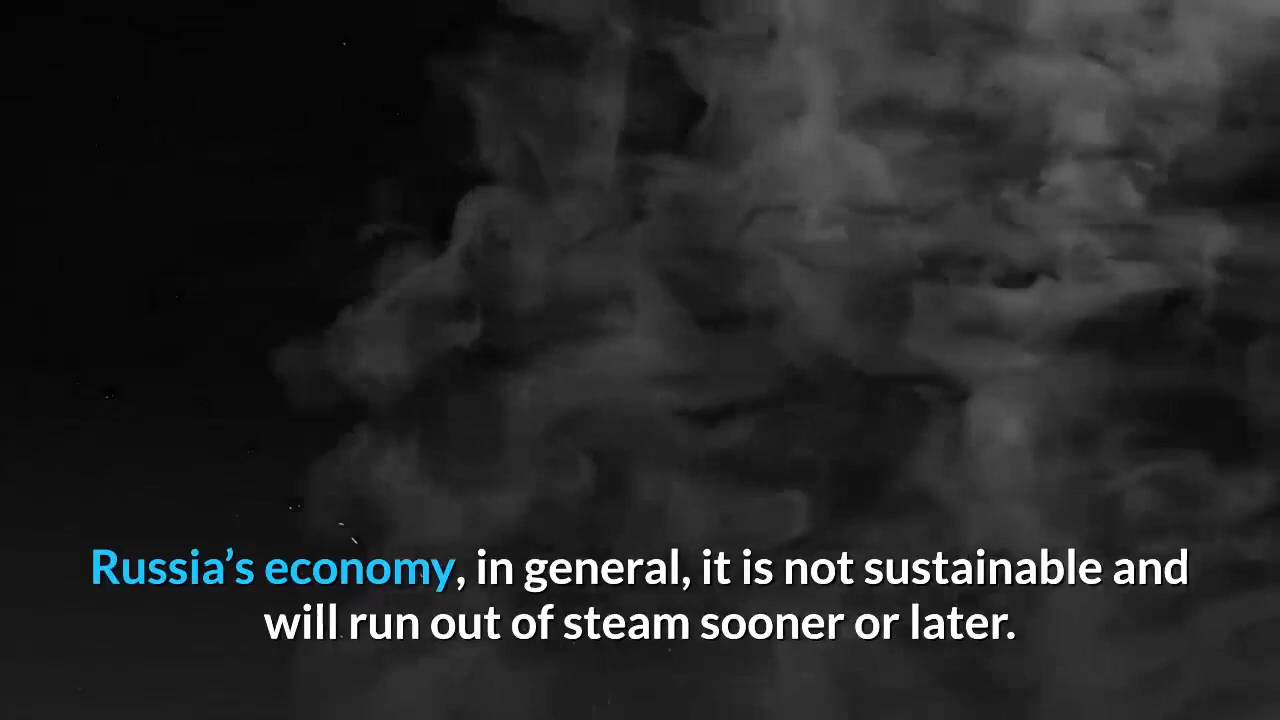 Russia’s economy, in general, it is not sustainable and
will run out of steam sooner or later.